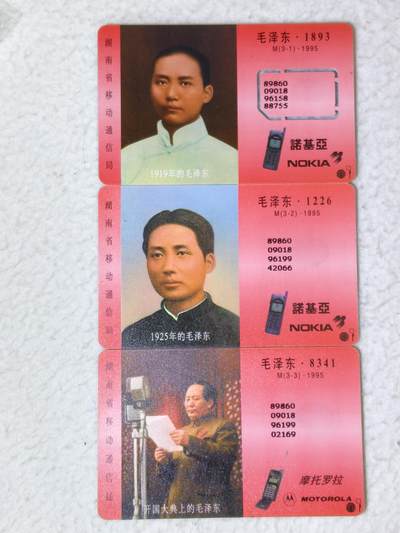 湖南省移动通信局
毛泽东·1893
M(3-1)·1995
89860
09018
96158
88755
諾基亞
NOKIA
1919年的毛泽东
湖南省移动通信局
毛泽东·1226
M(3-2)·1995
89860
09018
96199
42066
諾基亞
NOKIA
1925年的毛泽东
湖南省移动通信局
毛泽东·8341
M(3-3)·1995
89860
09018
96199
02169
摩托罗拉
MOTOROLA
开国大典上的毛泽东